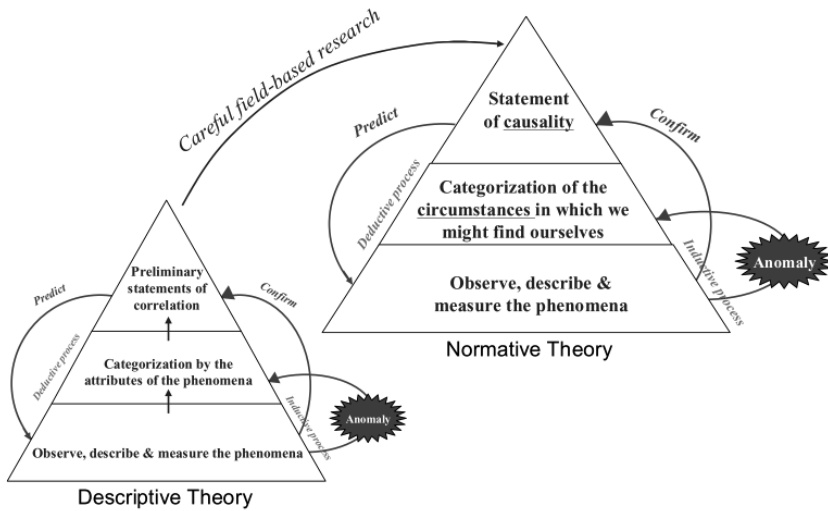 Careful field-based research
Statement
of causality
Predict
Confirm
Deductive process
Categorization of the
circumstances in which we
might find ourselves
Inductive process
Anomaly
Observe, describe &
measure the phenomena
Normative Theory
Preliminary
statements of
correlation
Predict
Confirm
Deductive process
Categorization by the
attributes of the phenomena
Inductive process
Anomaly
Observe, describe & measure the phenomena
Descriptive Theory